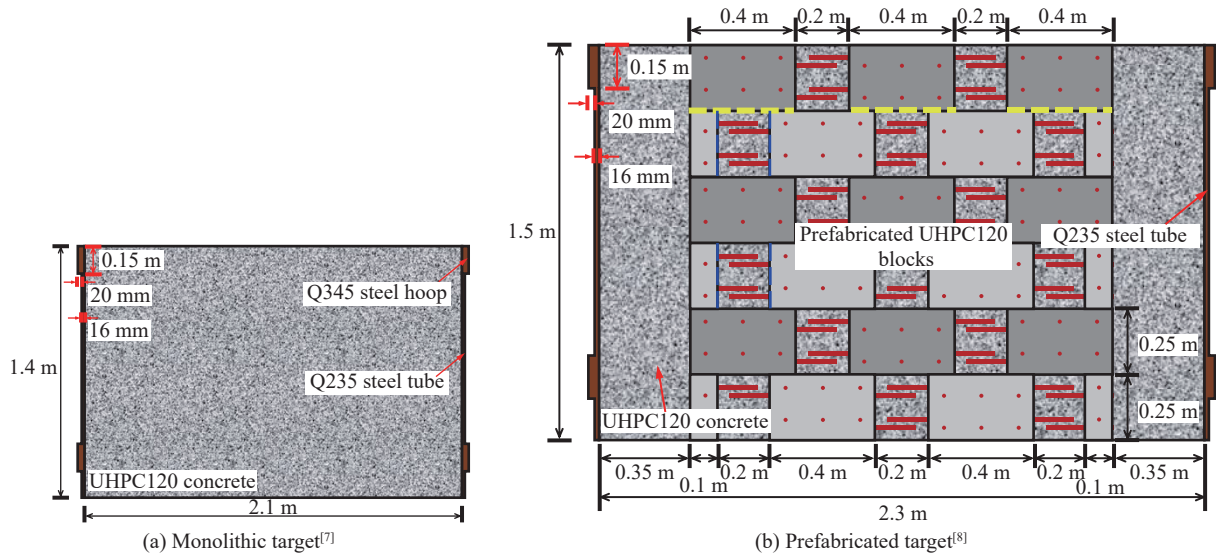 0.15 m
20 mm
16 mm
1.4 m
Q345 steel hoop
Q235 steel tube
UHPC120 concrete
2.1 m
(a) Monolithic target[7]
0.4 m 0.2 m 0.4 m 0.2 m 0.4 m
0.15 m
20 mm
16 mm
1.5 m
Prefabricated UHPC120
blocks
Q235 steel tube
0.25 m
0.25 m
UHPC120 concrete
0.35 m 0.2 m 0.4 m 0.2 m 0.4 m 0.2 m 0.35 m
0.1 m 0.1 m
2.3 m
(b) Prefabricated target[8]